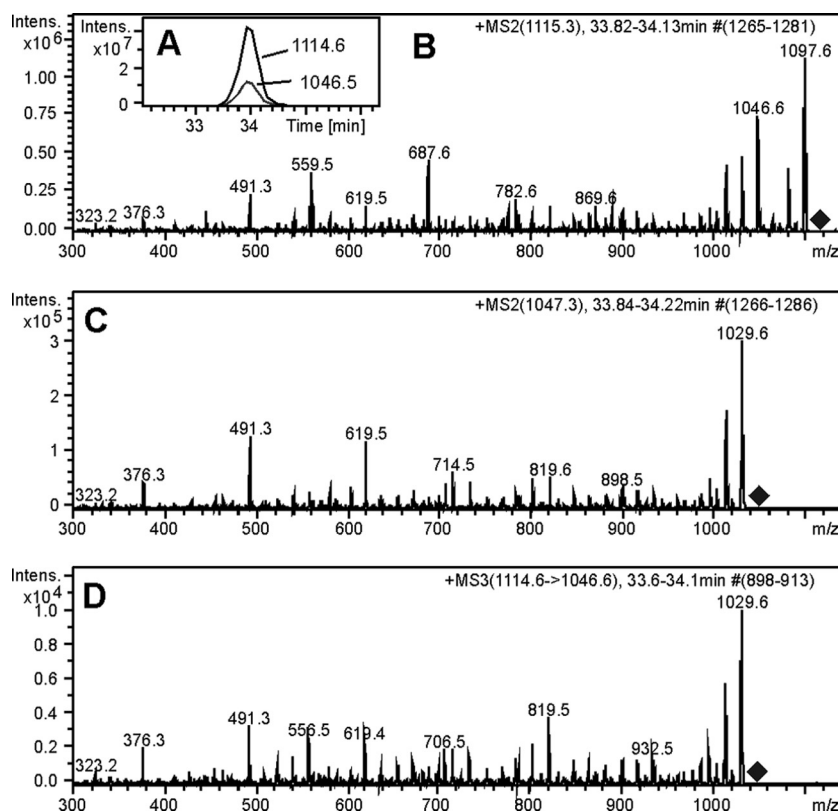 Intens.
x10^6
A
B
+MS2(1115.3), 33.82-34.13min #(1265-1281)
Intens.
x10^7
2
0
1114.6
1046.5
33 34 Time [min]
1097.6
1.00
0.75
0.50
0.25
0.00
1046.6
687.6
559.5
491.3
619.5
782.6
869.6
323.2
376.3
300 400 500 600 700 800 900 1000 m/z
Intens.
x10^5
C
+MS2(1047.3), 33.84-34.22min #(1266-1286)
1029.6
3
2
1
0
491.3
619.5
714.5
819.6
898.5
376.3
323.2
300 400 500 600 700 800 900 1000 m/z
Intens.
x10^4
D
+MS3(1114.6->1046.6), 33.6-34.1min #(898-913)
1029.6
1.0
0.8
0.6
0.4
0.2
0.0
819.5
491.3
556.5
619.4
376.3
706.5
932.5
323.2
300 400 500 600 700 800 900 1000 m/z